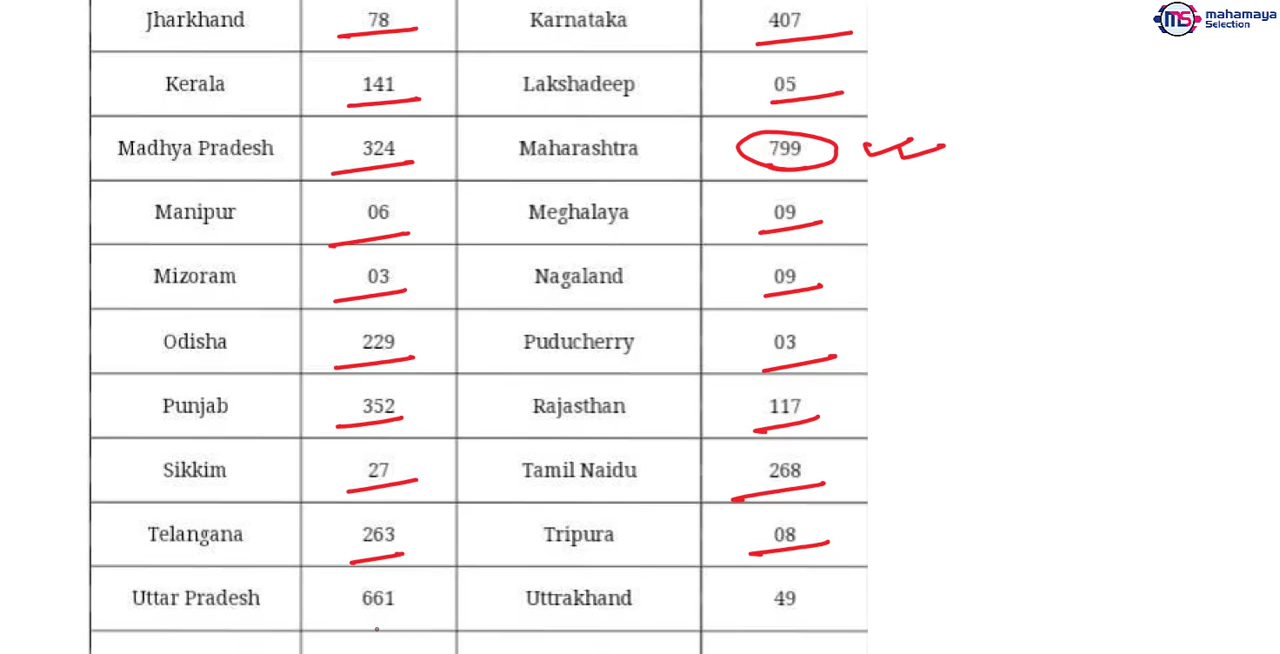 mahamaya
MS Selection
Jharkhand 78 Karnataka 407
Kerala 141 Lakshadeep 05
Madhya Pradesh 324 Maharashtra 799
Manipur 06 Meghalaya 09
Mizoram 03 Nagaland 09
Odisha 229 Puducherry 03
Punjab 352 Rajasthan 117
Sikkim 27 Tamil Naidu 268
Telangana 263 Tripura 08
Uttar Pradesh 661 Uttrakhand 49